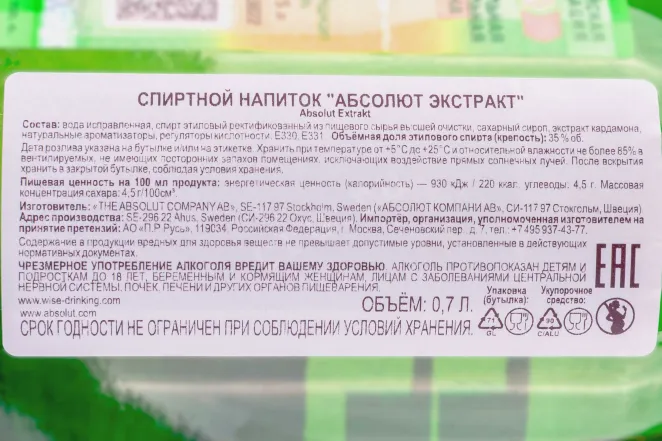 СПИРТНОЙ НАПИТОК "АБСОЛЮТ ЭКСТРАКТ"
Absolut Extrakt
Состав: вода исправленная, спирт этиловый ректификованный из пищевого сырья высшей очистки, сахарный сироп, экстракт кардамона,
натуральные ароматизаторы, регуляторы кислотности: Е330, Е331. Объёмная доля этилового спирта (крепость): 35 % об.
Дата розлива указана на бутылке и/или на этикетке. Хранить при температуре от +5°С до +25°С и относительной влажности не более 85% в
вентилируемых, не имеющих посторонних запахов помещениях, исключающих воздействие прямых солнечных лучей. После вскрытия
хранить в закрытой бутылке, соблюдая условия хранения.
Пищевая ценность на 100 мл продукта: энергетическая ценность (калорийность) — 930 кДж / 220 ккал, углеводы: 4,5 г. Массовая
концентрация сахара: 4,5 г/100см³.
Изготовитель: «THE ABSOLUT COMPANY AB», SE-117 97 Stockholm, Sweden («АБСОЛЮТ КОМПАНИ АВ», СИ-117 97 Стокгольм, Швеция)
Адрес производства: SE-296 22 Åhus, Sweden (СИ-296 22 Охус, Швеция). Импортёр, организация, уполномоченная изготовителем на
принятие претензий: АО «П.Р. Русь», 119034, Российская Федерация, г. Москва, Сеченовский пер., д. 7, тел.: +7 495 937-43-77.
Содержание в продукции вредных для здоровья веществ не превышает допустимые уровни, установленные в действующих
нормативных документах.
ЧРЕЗМЕРНОЕ УПОТРЕБЛЕНИЕ АЛКОГОЛЯ ВРЕДИТ ВАШЕМУ ЗДОРОВЬЮ. АЛКОГОЛЬ ПРОТИВОПОКАЗАН ДЕТЯМ И
ПОДРОСТКАМ ДО 18 ЛЕТ, БЕРЕМЕННЫМ И КОРМЯЩИМ ЖЕНЩИНАМ, ЛИЦАМ С ЗАБОЛЕВАНИЯМИ ЦЕНТРАЛЬНОЙ
НЕРВНОЙ СИСТЕМЫ, ПОЧЕК, ПЕЧЕНИ И ДРУГИХ ОРГАНОВ ПИЩЕВАРЕНИЯ.
EAC
www.wise-drinking.com
www.absolut.com
ОБЪЁМ: 0,7 Л.
Упаковка
(бутылка):
Укупорочное
средство:
71
GL
90
C/ALU
СРОК ГОДНОСТИ НЕ ОГРАНИЧЕН ПРИ СОБЛЮДЕНИИ УСЛОВИЙ ХРАНЕНИЯ.